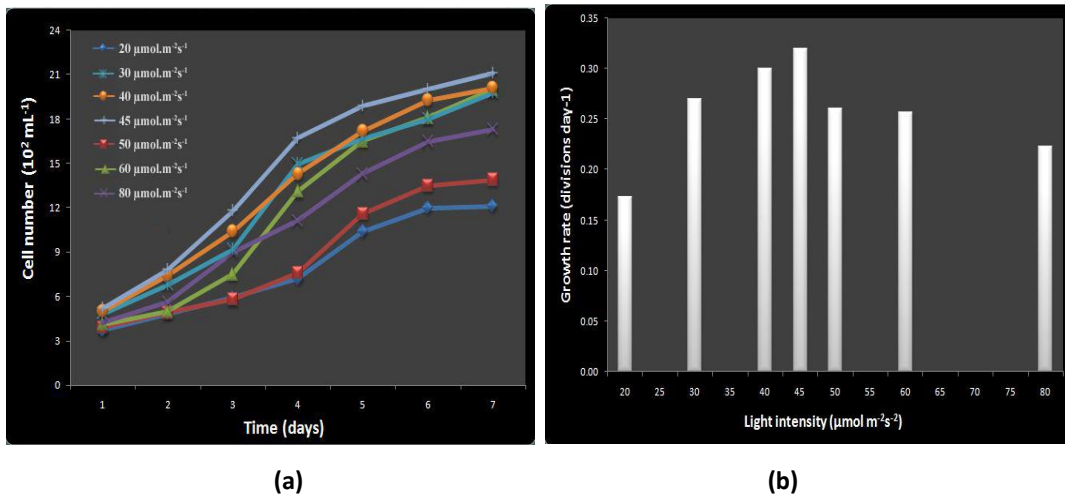 24
21
18
15
12
9
6
3
0
Cell number (10² mL⁻¹)
20 µmol.m⁻²s⁻¹
30 µmol.m⁻²s⁻¹
40 µmol.m⁻²s⁻¹
45 µmol.m⁻²s⁻¹
50 µmol.m⁻²s⁻¹
60 µmol.m⁻²s⁻¹
80 µmol.m⁻²s⁻¹
1 2 3 4 5 6 7
Time (days)
(a)
0.35
0.30
0.25
0.20
0.15
0.10
0.05
0.00
Growth rate (divisions day-1)
20 25 30 35 40 45 50 55 60 65 70 75 80
Light intensity (µmol m⁻²s⁻²)
(b)